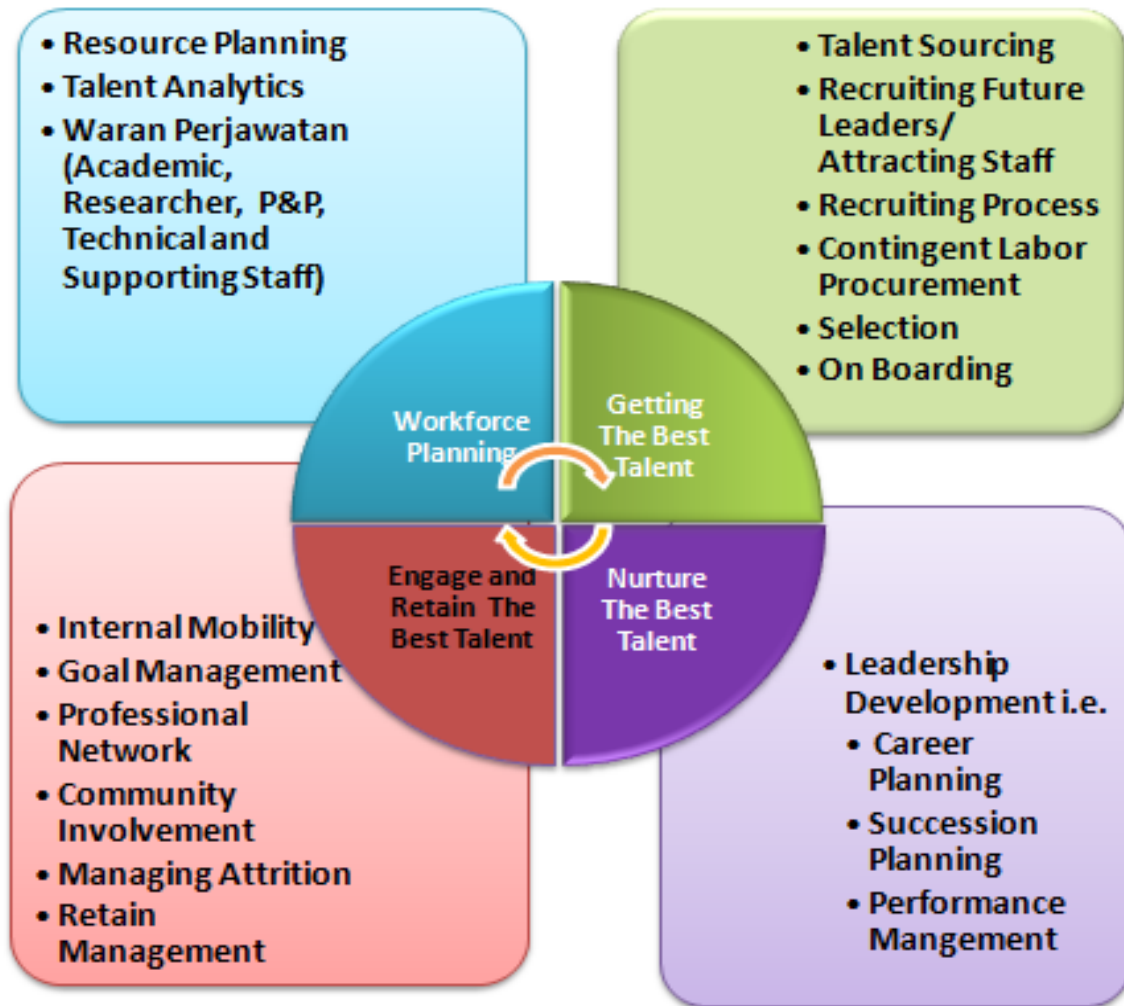 • Resource Planning
• Talent Analytics
• Waran Perjawatan
(Academic,
Researcher, P&P,
Technical and
Supporting Staff)
• Talent Sourcing
• Recruiting Future
Leaders/
Attracting Staff
• Recruiting Process
• Contingent Labor
Procurement
• Selection
• On Boarding
Workforce
Planning
Getting
The Best
Talent
Engage and
Retain The
Best Talent
Nurture
The Best
Talent
• Internal Mobility
• Goal Management
• Professional
Network
• Community
Involvement
• Managing Attrition
• Retain
Management
• Leadership
Development i.e.
• Career
Planning
• Succession
Planning
• Performance
Mangement